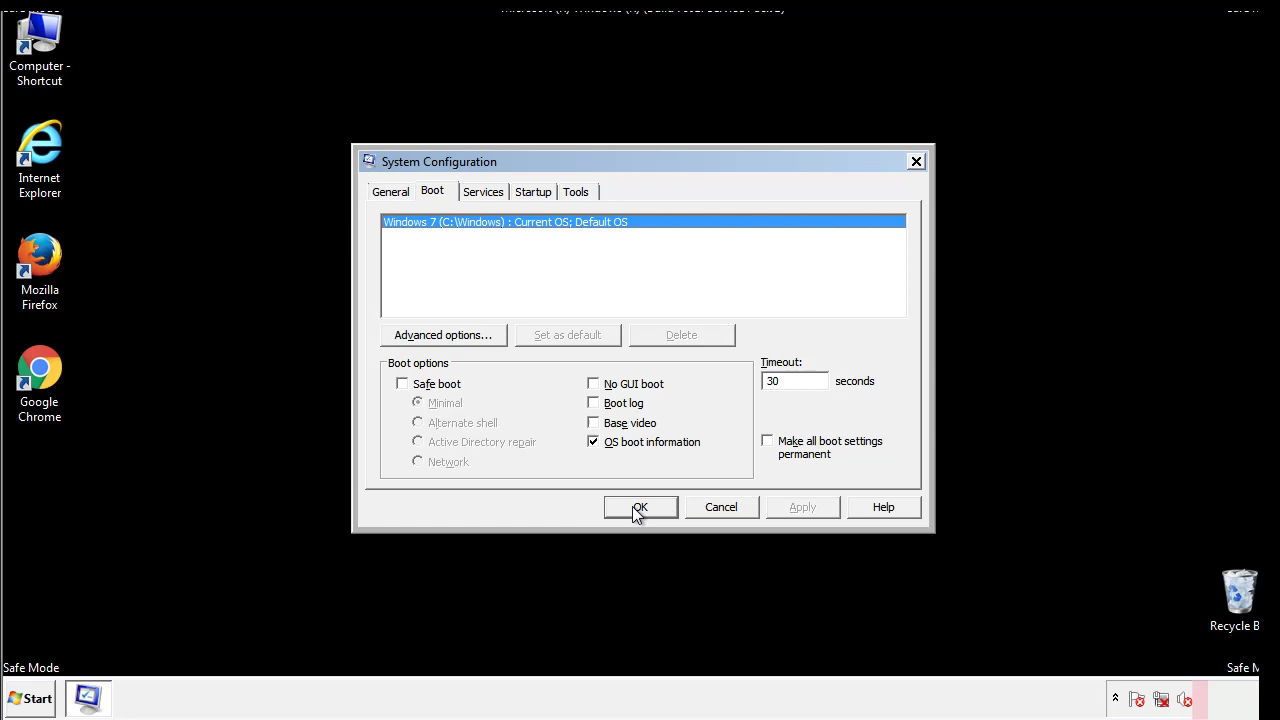 Computer -
Shortcut
Internet
Explorer
Mozilla
Firefox
Google
Chrome
System Configuration
General Boot Services Startup Tools
Windows 7 (C:\Windows) : Current OS; Default OS
Advanced options... Set as default Delete
Boot options
Safe boot
Minimal
Alternate shell
Active Directory repair
Network
No GUI boot
Boot log
Base video
OS boot information
Timeout:
30 seconds
Make all boot settings
permanent
OK Cancel Apply Help
Recycle B
Safe Mode
Safe M
Start